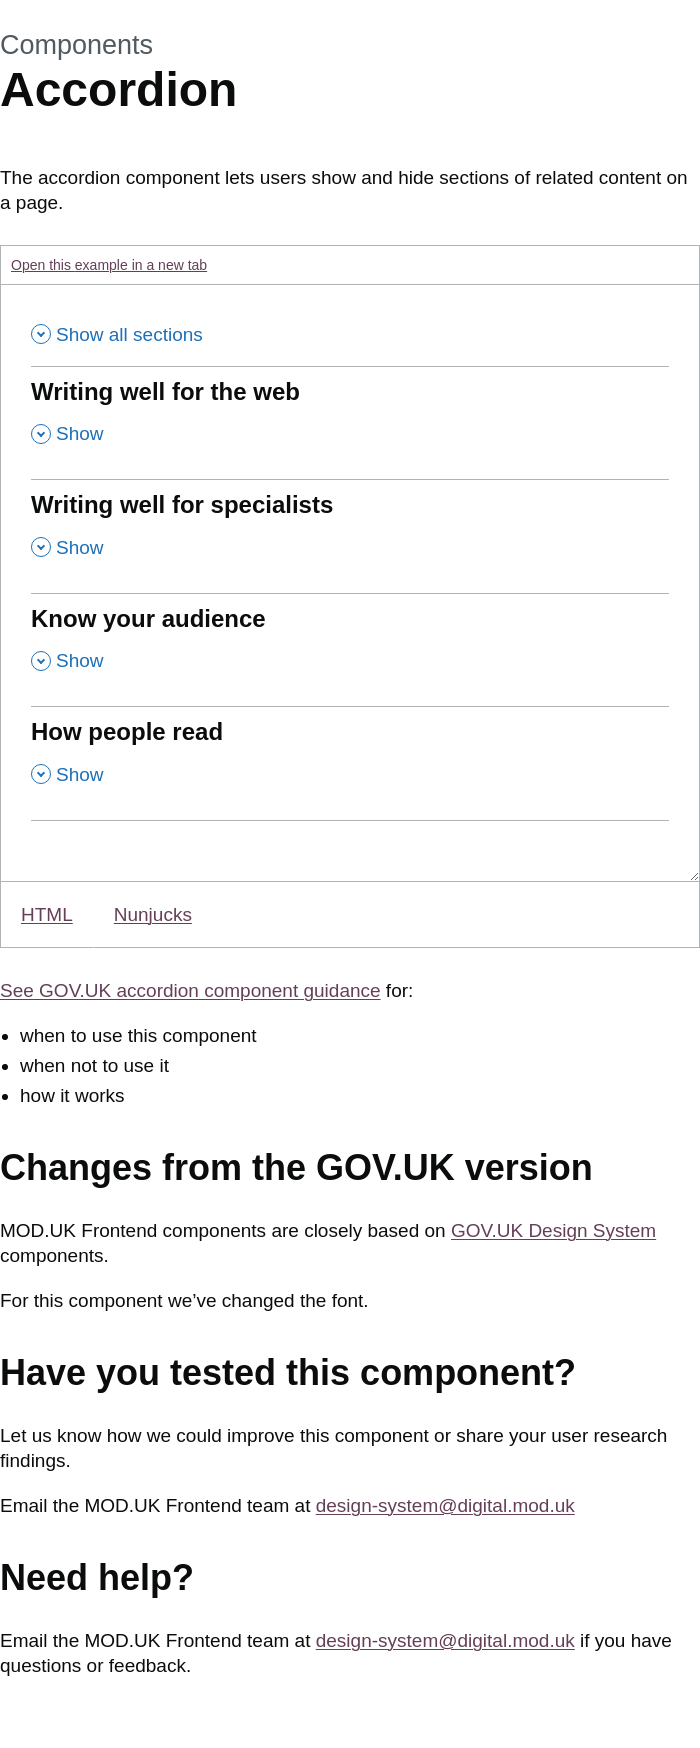 Components
Accordion
The accordion component lets users show and hide sections of related content on
a page.
Open this example in a new tab
Show all sections
Writing well for the web
Show
Writing well for specialists
Show
Know your audience
Show
How people read
Show
HTML Nunjucks
See GOV.UK accordion component guidance for:
when to use this component
when not to use it
how it works
Changes from the GOV.UK version
MOD.UK Frontend components are closely based on GOV.UK Design System
components.
For this component we’ve changed the font.
Have you tested this component?
Let us know how we could improve this component or share your user research
findings.
Email the MOD.UK Frontend team at design-system@digital.mod.uk
Need help?
Email the MOD.UK Frontend team at design-system@digital.mod.uk if you have
questions or feedback.